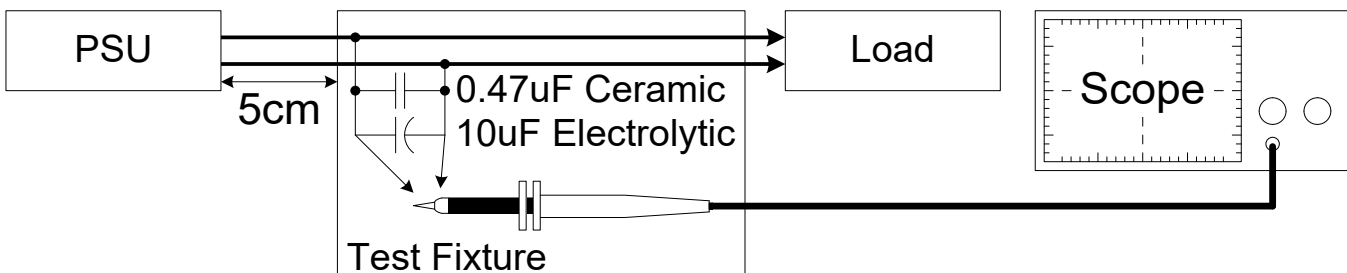 PSU
Load
Scope
5cm
0.47uF Ceramic
10uF Electrolytic
Test Fixture